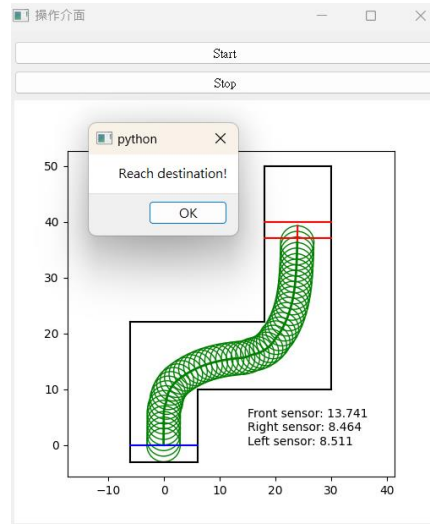 操作介面
Start
Stop
python
Reach destination!
OK
50
40
30
20
10
0
−10
0
10
20
30
40
Front sensor: 13.741
Right sensor: 8.464
Left sensor: 8.511